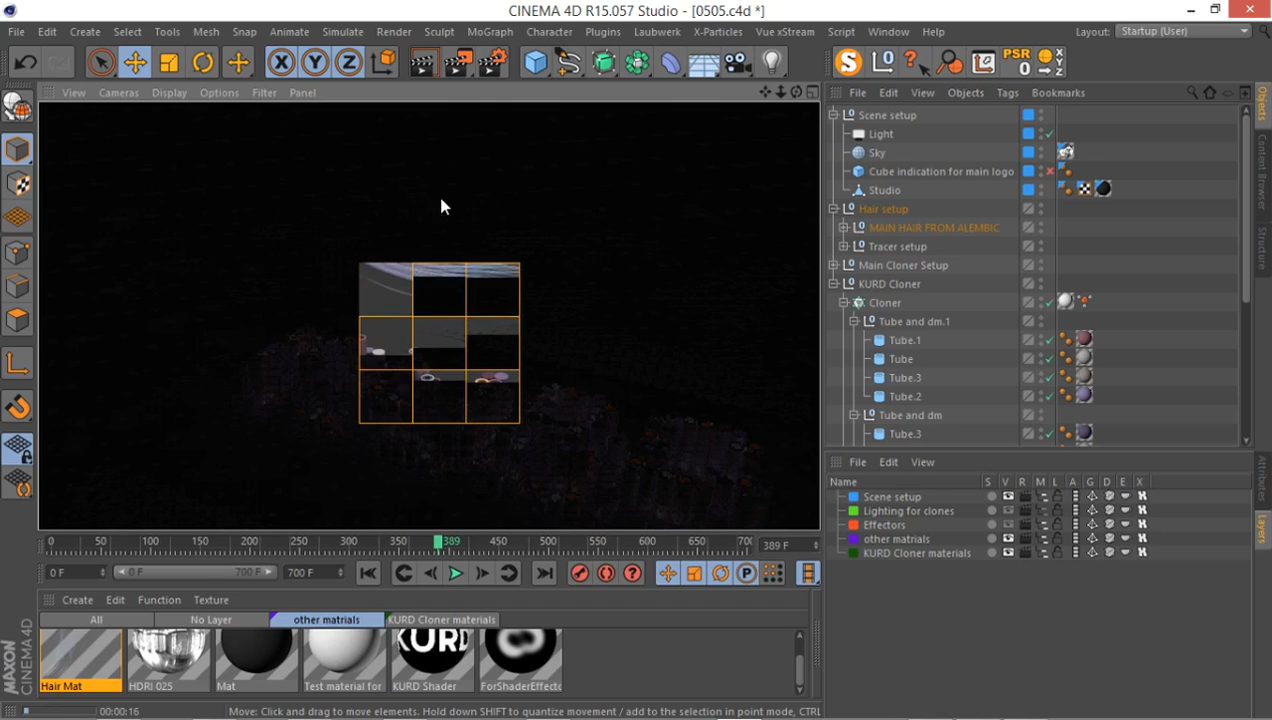 CINEMA 4D R15.057 Studio - [0505.c4d *]
File Edit Create Select Tools Mesh Snap Animate Simulate Render Sculpt MoGraph Character Plugins Laubwerk X-Particles Vue xStream Script Window Help Layout: Startup (User)
PSR
0
View Cameras Display Options Filter Panel
File Edit View Objects Tags Bookmarks
Scene setup
Light
Sky
Cube indication for main logo
Studio
Hair setup
MAIN HAIR FROM ALEMBIC
Tracer setup
Main Cloner Setup
KURD Cloner
Cloner
Tube and dm.1
Tube.1
Tube
Tube.3
Tube.2
Tube and dm
Tube.3
Objects
Content Browser
Structure
File Edit View
Name S V R M L A G D E X
Scene setup
Lighting for clones
Effectors
other matrials
KURD Cloner materials
Attributes
Layers
0 50 100 150 200 250 300 350 389 450 500 550 600 650 700 389 F
0 F 0 F 700 F 700 F
Create Edit Function Texture
All No Layer other matrials KURD Cloner materials
KURD
Hair Mat HDRI 025 Mat Test material for KURD Shader ForShaderEffecto
MAXON
CINEMA 4D
00:00:16 Move: Click and drag to move elements. Hold down SHIFT to quantize movement / add to the selection in point mode, CTRL